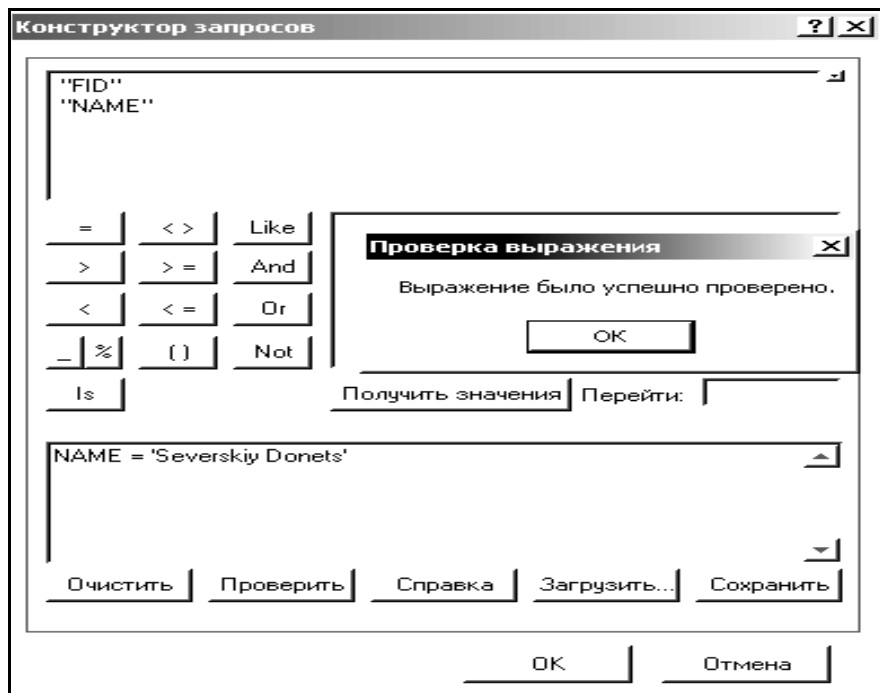 Конструктор запросов
"FID"
"NAME"
= < > Like
> > = And
< < = Or
_ % ( ) Not
Is
Проверка выражения
Выражение было успешно проверено.
OK
Получить значения Перейти:
NAME = 'Severskiy Donets'
Очистить Проверить Справка Загрузить... Сохранить
OK Отмена